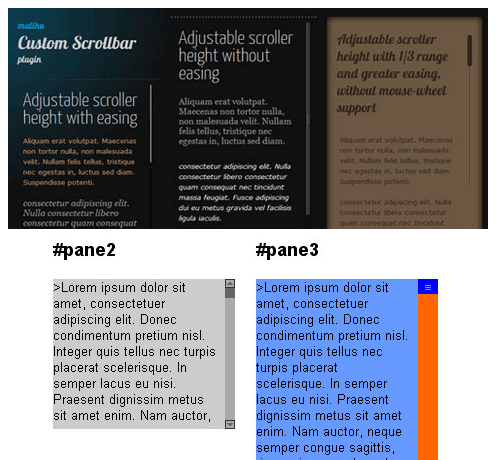 malihu
Custom Scrollbar
plugin
Adjustable scroller
height with easing
Aliquam erat volutpat. Maecenas
non tortor nulla, non malesuada
velit. Nullam felis tellus, tristique
nec egestas in, luctus sed diam.
Suspendisse potenti.
consectetur adipiscing elit.
Nulla consectetur libero
consectetur quam consequat
Adjustable scroller
height without
easing
Aliquam erat volutpat.
Maecenas non tortor nulla,
non malesuada velit. Nullam
felis tellus, tristique nec
egestas in, luctus sed diam.
consectetur adipiscing elit. Nulla
consectetur libero consectetur
quam consequat nec tincidunt
massa feugiat. Fusce adipiscing
dui eu metus gravida vel facilisis
ligula iaculis.
Adjustable scroller
height with 1/3 range
and greater easing,
without mouse-wheel
support
Aliquam erat volutpat. Maecenas
non tortor nulla, non malesuada
velit. Nullam felis tellus, tristique
nec egestas in, luctus sed diam.
Suspendisse potenti.
consectetur adipiscing elit. Nulla
consectetur libero consectetur
#pane2
>Lorem ipsum dolor sit
amet, consectetuer
adipiscing elit. Donec
condimentum pretium nisl.
Integer quis tellus nec turpis
placerat scelerisque. In
semper lacus eu nisi.
Praesent dignissim metus
sit amet enim. Nam auctor,
#pane3
>Lorem ipsum dolor sit
amet, consectetuer
adipiscing elit. Donec
condimentum pretium nisl.
Integer quis tellus nec
turpis placerat
scelerisque. In semper
lacus eu nisi. Praesent
dignissim metus sit amet
enim. Nam auctor, neque
semper congue sagittis,